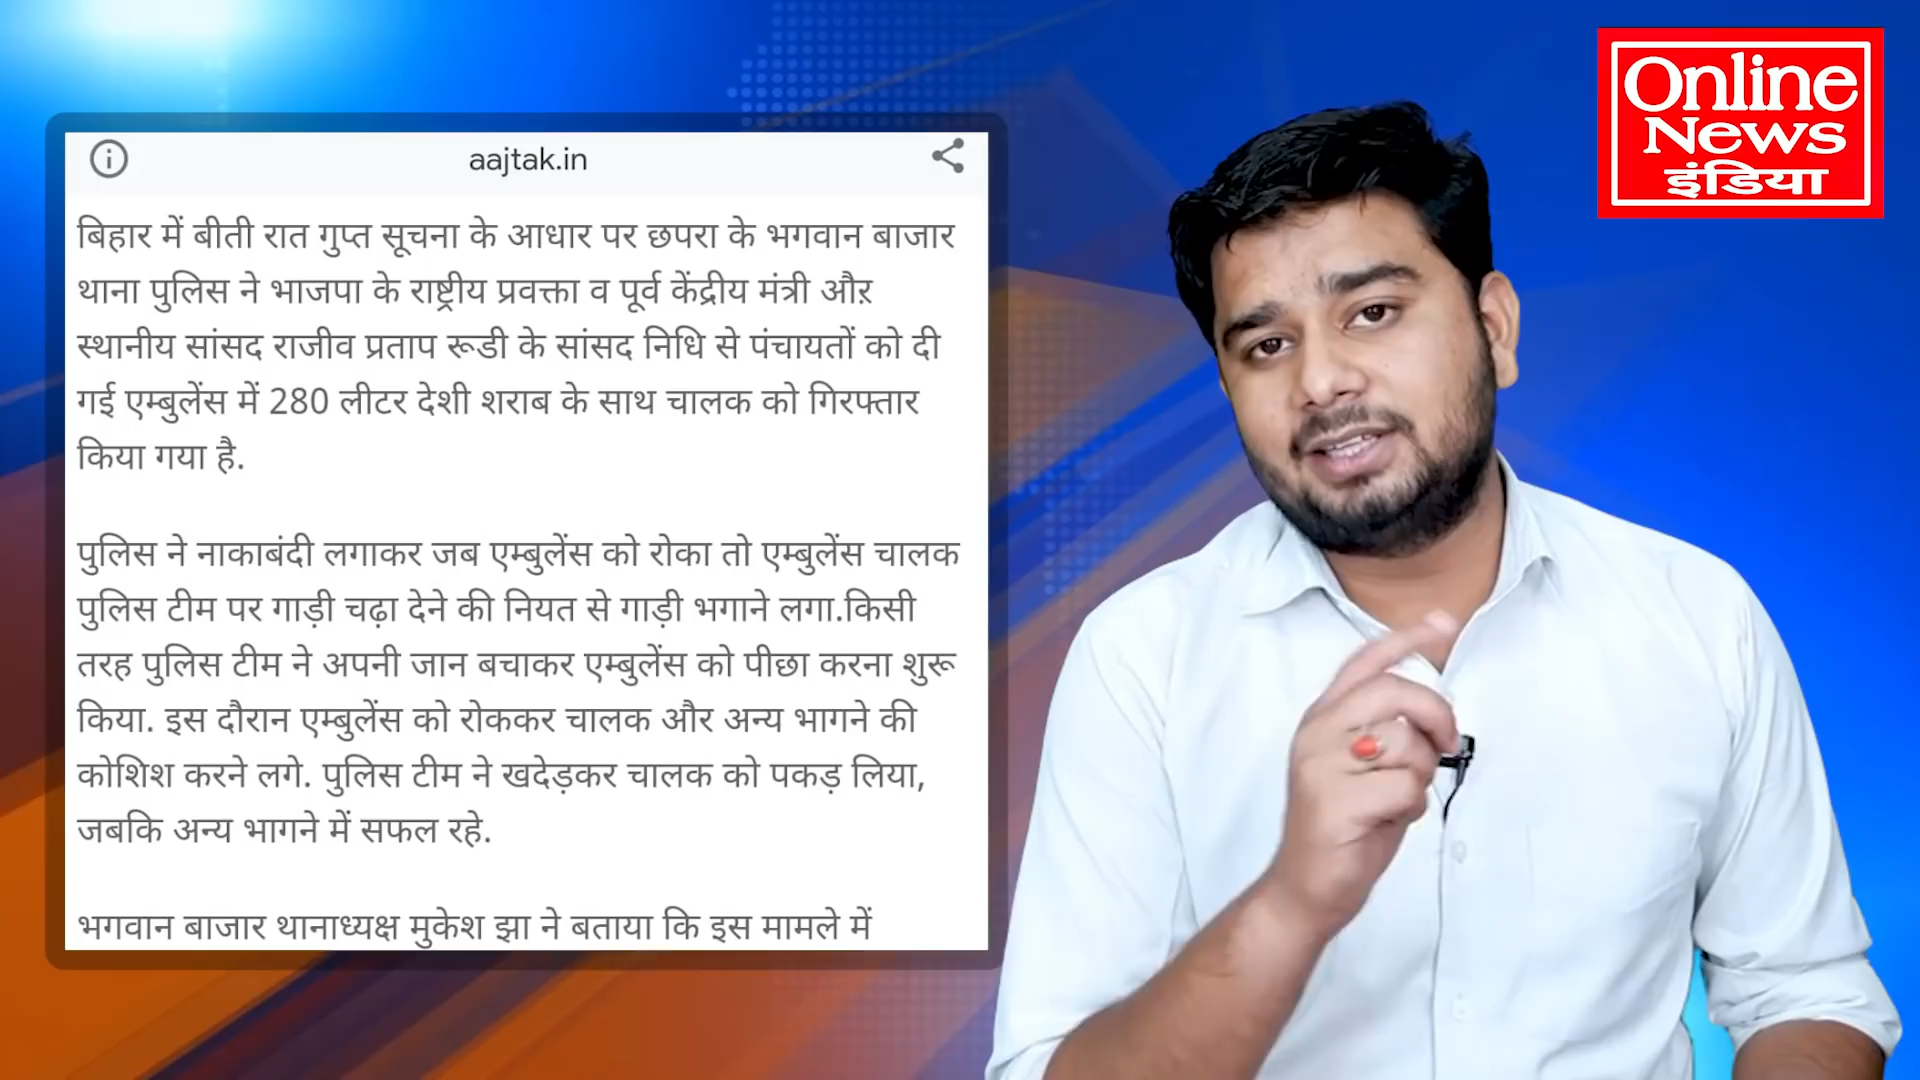 aajtak.in
बिहार में बीती रात गुप्त सूचना के आधार पर छपरा के भगवान बाजार
थाना पुलिस ने भाजपा के राष्ट्रीय प्रवक्ता व पूर्व केंद्रीय मंत्री औऱ
स्थानीय सांसद राजीव प्रताप रूडी के सांसद निधि से पंचायतों को दी
गई एम्बुलेंस में 280 लीटर देशी शराब के साथ चालक को गिरफ्तार
किया गया है.
पुलिस ने नाकाबंदी लगाकर जब एम्बुलेंस को रोका तो एम्बुलेंस चालक
पुलिस टीम पर गाड़ी चढ़ा देने की नियत से गाड़ी भगाने लगा.किसी
तरह पुलिस टीम ने अपनी जान बचाकर एम्बुलेंस को पीछा करना शुरू
किया. इस दौरान एम्बुलेंस को रोककर चालक और अन्य भागने की
कोशिश करने लगे. पुलिस टीम ने खदेड़कर चालक को पकड़ लिया,
जबकि अन्य भागने में सफल रहे.
भगवान बाजार थानाध्यक्ष मुकेश झा ने बताया कि इस मामले में
Online
News
इंडिया